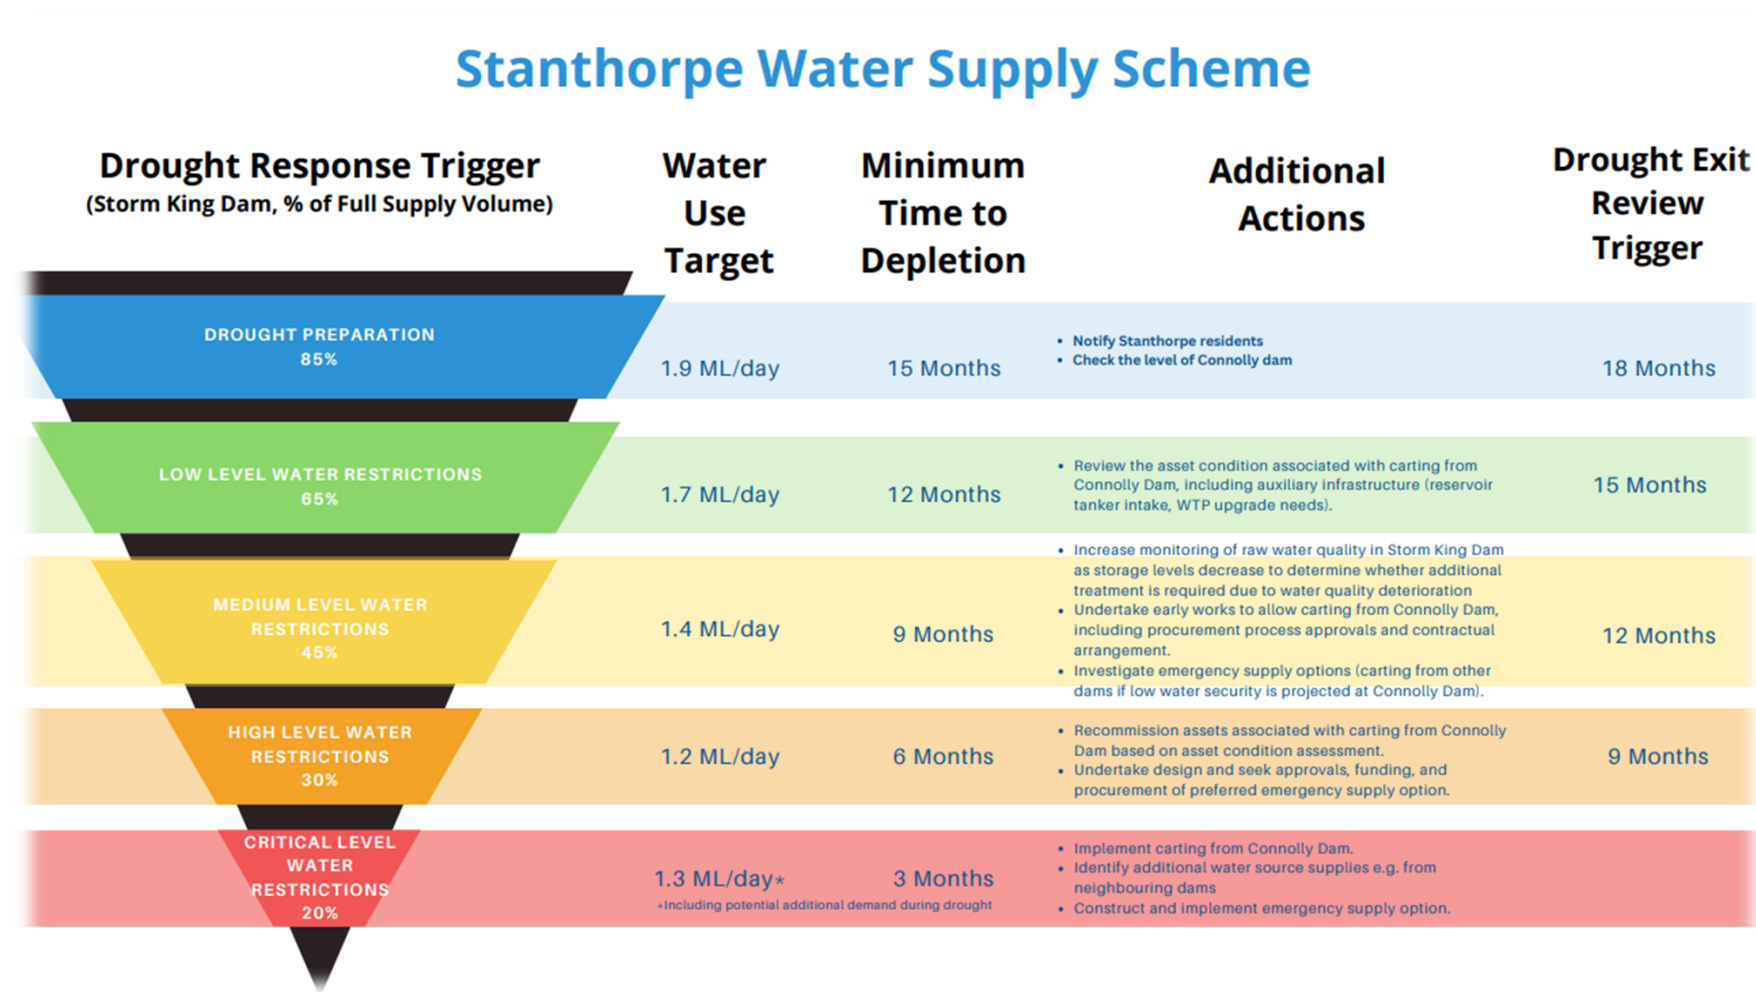 Stanthorpe Water Supply Scheme
Drought Response Trigger
(Storm King Dam, % of Full Supply Volume)
Water
Use
Target
Minimum
Time to
Depletion
Additional
Actions
Drought Exit
Review
Trigger
DROUGHT PREPARATION
85%
1.9 ML/day
15 Months
• Notify Stanthorpe residents
• Check the level of Connolly dam
18 Months
LOW LEVEL WATER RESTRICTIONS
65%
1.7 ML/day
12 Months
• Review the asset condition associated with carting from
Connolly Dam, including auxiliary infrastructure (reservoir
tanker intake, WTP upgrade needs).
15 Months
MEDIUM LEVEL WATER
RESTRICTIONS
45%
1.4 ML/day
9 Months
• Increase monitoring of raw water quality in Storm King Dam
as storage levels decrease to determine whether additional
treatment is required due to water quality deterioration
• Undertake early works to allow carting from Connolly Dam,
including procurement process approvals and contractual
arrangement.
• Investigate emergency supply options (carting from other
dams if low water security is projected at Connolly Dam).
12 Months
HIGH LEVEL WATER
RESTRICTIONS
30%
1.2 ML/day
6 Months
• Recommission assets associated with carting from Connolly
Dam based on asset condition assessment.
• Undertake design and seek approvals, funding, and
procurement of preferred emergency supply option.
9 Months
CRITICAL LEVEL
WATER
RESTRICTIONS
20%
1.3 ML/day*
3 Months
*Including potential additional demand during drought
• Implement carting from Connolly Dam.
• Identify additional water source supplies e.g. from
neighbouring dams
• Construct and implement emergency supply option.